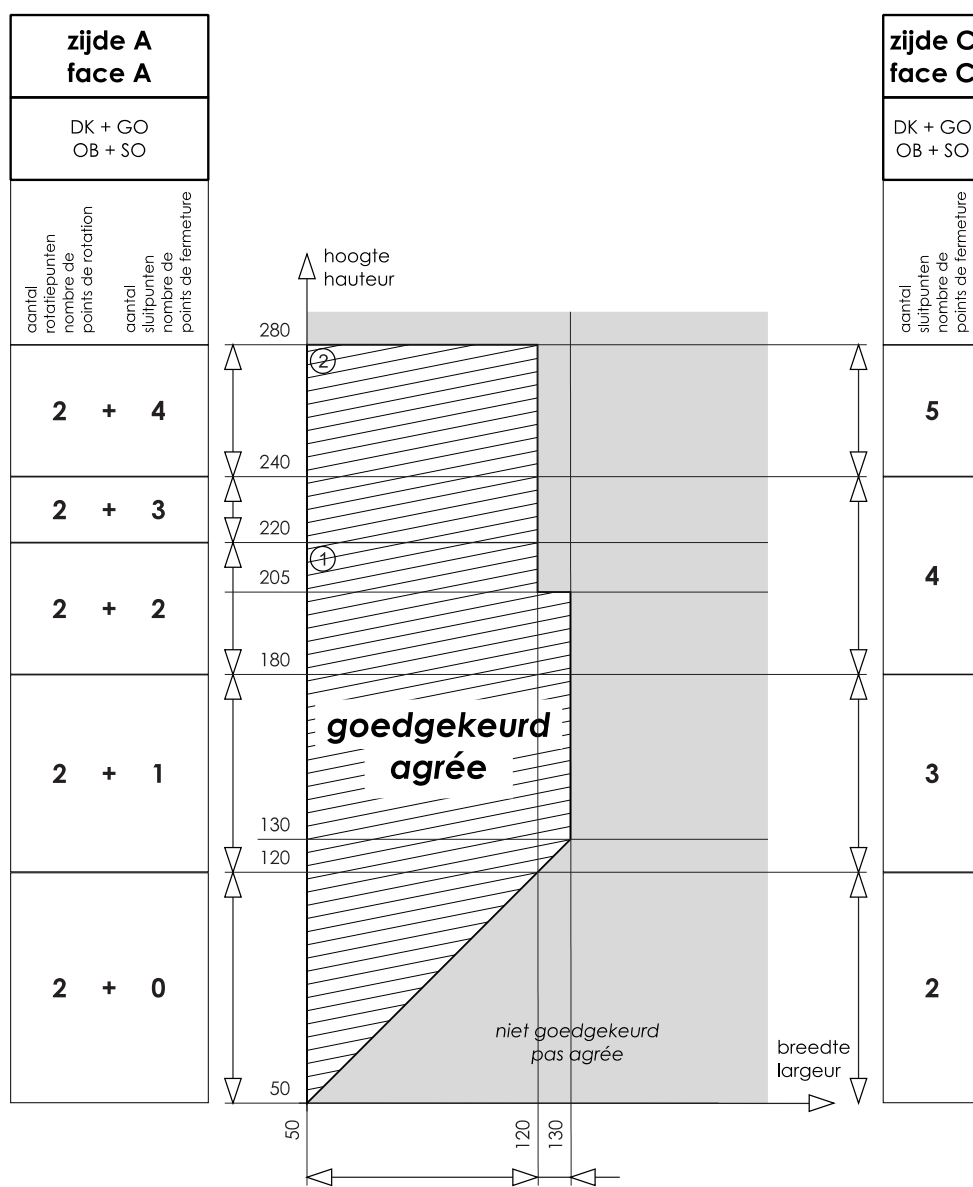 zijde A
face A
DK + GO
OB + SO
aantal
rotatiepunten
nombre de
points de rotation
aantal
sluitpunten
nombre de
points de fermeture
2 + 4
2 + 3
2 + 2
2 + 1
2 + 0
hoogte
hauteur
280
240
220
205
180
130
120
50
2
1
goedgekeurd
agrée
niet goedgekeurd
pas agrée
breedte
largeur
50
120
130
zijde C
face C
DK + GO
OB + SO
aantal
sluitpunten
nombre de
points de fermeture
5
4
3
2